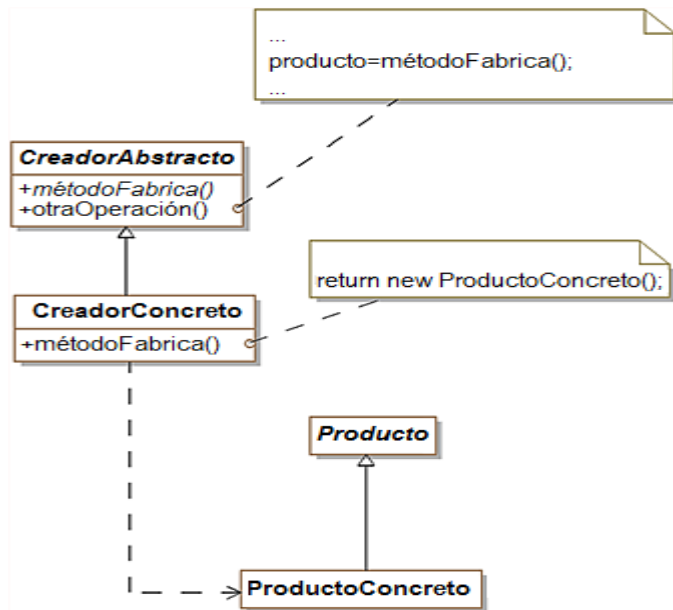 ...
producto=métodoFabrica();
...
CreadorAbstracto
+métodoFabrica()
+otraOperación()
return new ProductoConcreto();
CreadorConcreto
+métodoFabrica()
Producto
ProductoConcreto